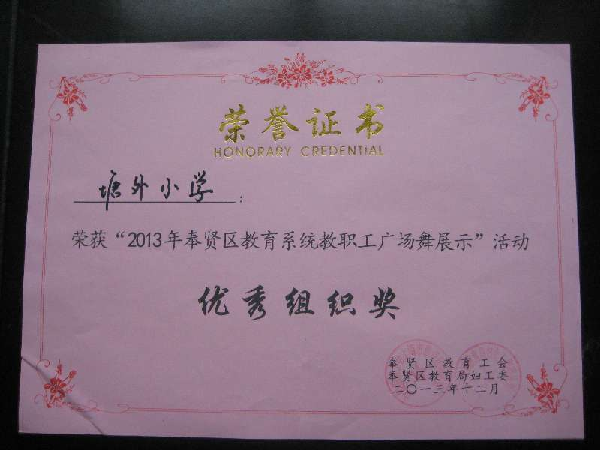 荣誉证书
HONORARY CREDENTIAL
塘外小学：
荣获“2013年奉贤区教育系统教职工广场舞展示”活动
优秀组织奖
奉贤区教育工会
奉贤区教育局妇工委
二〇一三年十二月